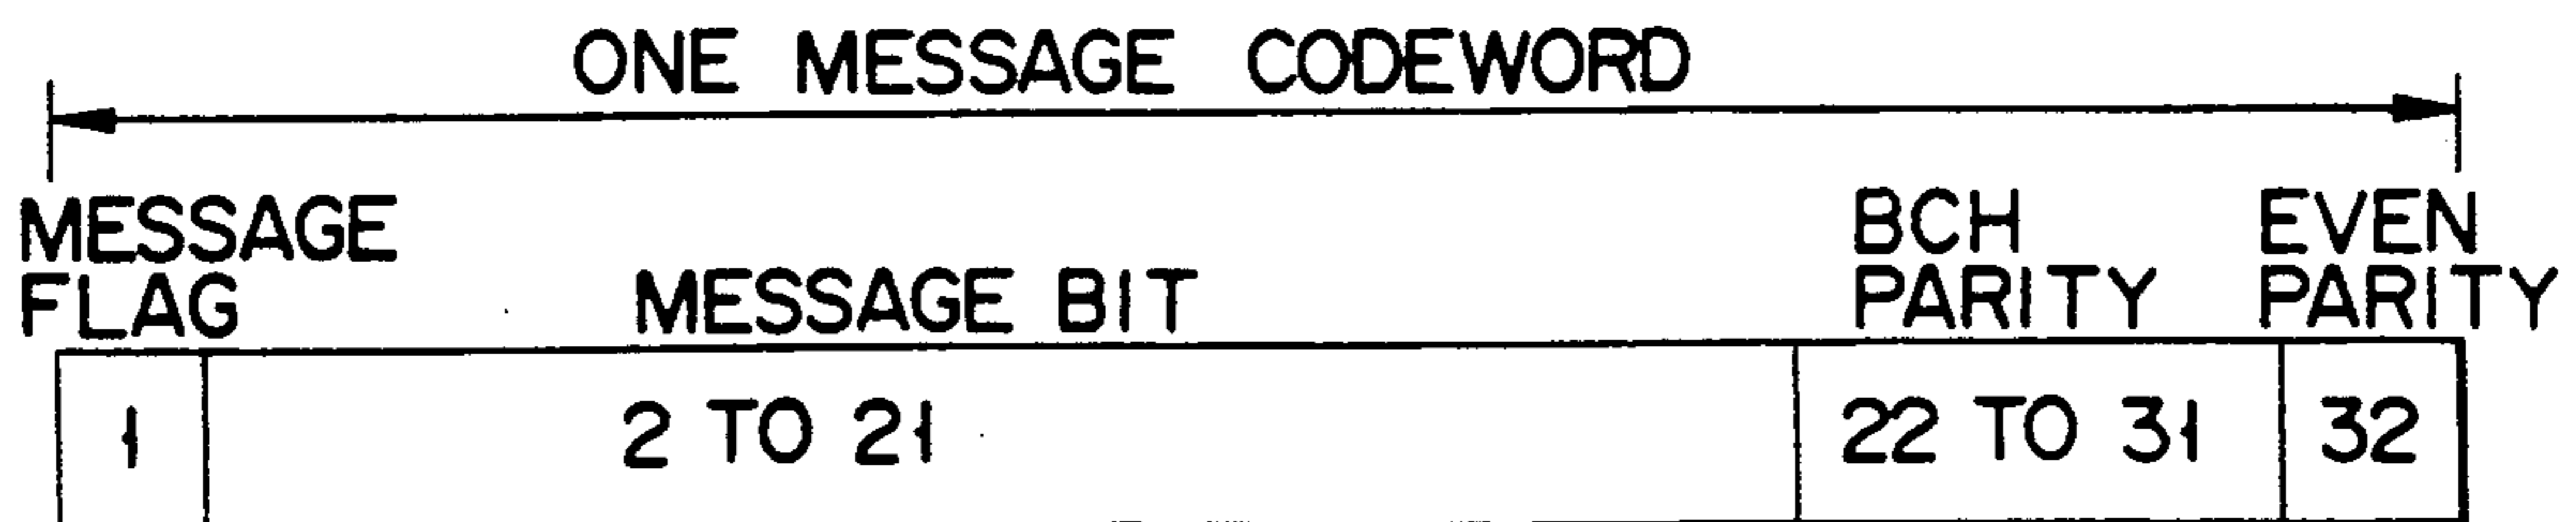 ONE MESSAGE CODEWORD
MESSAGE FLAG
MESSAGE BIT
BCH PARITY
EVEN PARITY
1
2 TO 21
22 TO 31
32